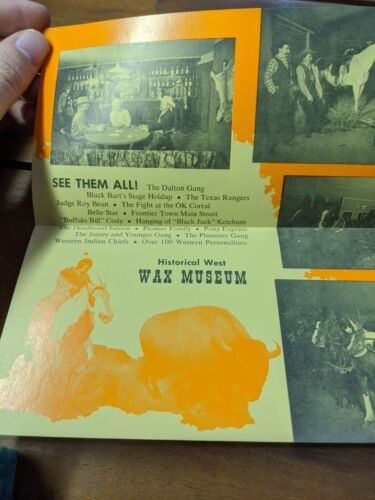 SEE THEM ALL! The Dalton Gang
Black Bart's Stage Holdup • The Texas Rangers
Judge Roy Bean • The Fight at the OK Corral
Belle Star • Frontier Town Main Street
"Buffalo Bill" Cody • Hanging of "Black Jack" Ketchum
The Deadwood Saloon • Pioneer Family • Pony Express
The James and Younger Gang • The Plummer Gang
Western Indian Chiefs • Over 100 Western Personalities.
Historical West
WAX MUSEUM